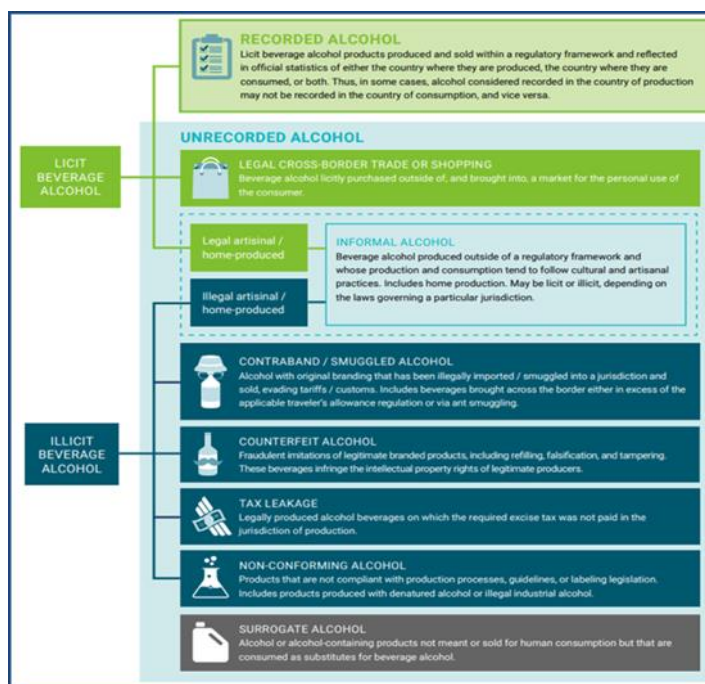 RECORDED ALCOHOL
Licit beverage alcohol products produced and sold within a regulatory framework and reflected
in official statistics of either the country where they are produced, the country where they are
consumed, or both. Thus, in some cases, alcohol considered recorded in the country of production
may not be recorded in the country of consumption, and vice versa.
UNRECORDED ALCOHOL
LICIT
BEVERAGE
ALCOHOL
LEGAL CROSS-BORDER TRADE OR SHOPPING
Beverage alcohol licitly purchased outside of, and brought into, a market for the personal use of
the consumer.
Legal artisinal /
home-produced
INFORMAL ALCOHOL
Beverage alcohol produced outside of a regulatory framework and
whose production and consumption tend to follow cultural and artisanal
practices. Includes home production. May be licit or illicit, depending
on the laws governing a particular jurisdiction.
Illegal artisinal /
home-produced
CONTRABAND / SMUGGLED ALCOHOL
Alcohol with original branding that has been illegally imported / smuggled into a jurisdiction and
sold, evading tariffs / customs. Includes beverages brought across the border either in excess of the
applicable traveler's allowance regulation or via ant smuggling.
ILLICIT
BEVERAGE
ALCOHOL
COUNTERFEIT ALCOHOL
Fraudulent imitations of legitimate branded products, including refilling, falsification, and tampering.
These beverages infringe the intellectual property rights of legitimate producers.
TAX LEAKAGE
Legally produced alcohol beverages on which the required excise tax was not paid in the
jurisdiction of production.
NON-CONFORMING ALCOHOL
Products that are not compliant with production processes, guidelines, or labeling legislation.
Includes products produced with denatured alcohol or illegal industrial alcohol.
SURROGATE ALCOHOL
Alcohol or alcohol-containing products not meant or sold for human consumption but that are
consumed as substitutes for beverage alcohol.